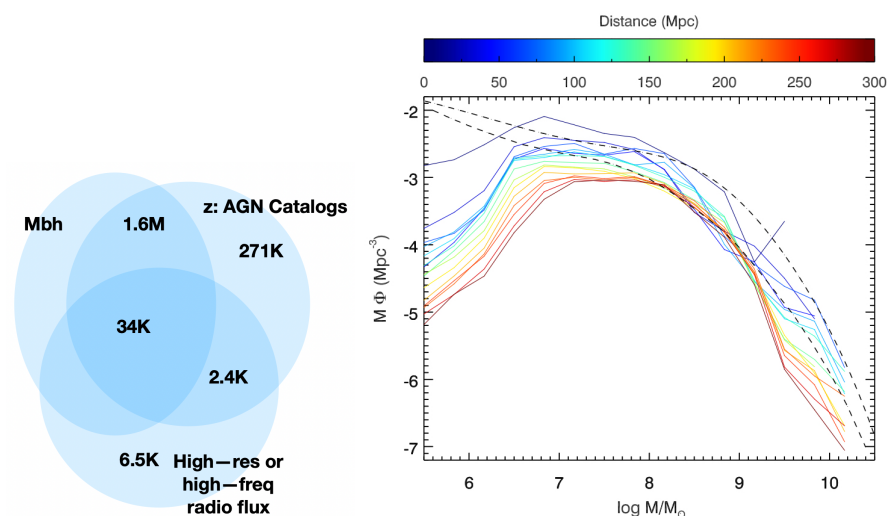 Mbh
1.6M
z: AGN Catalogs
271K
34K
2.4K
6.5K
High—res or
high—freq
radio flux
Distance (Mpc)
0 50 100 150 200 250 300
-2
-3
-4
-5
-6
-7
M Φ (Mpc⁻³)
6 7 8 9 10
log M/M⊙